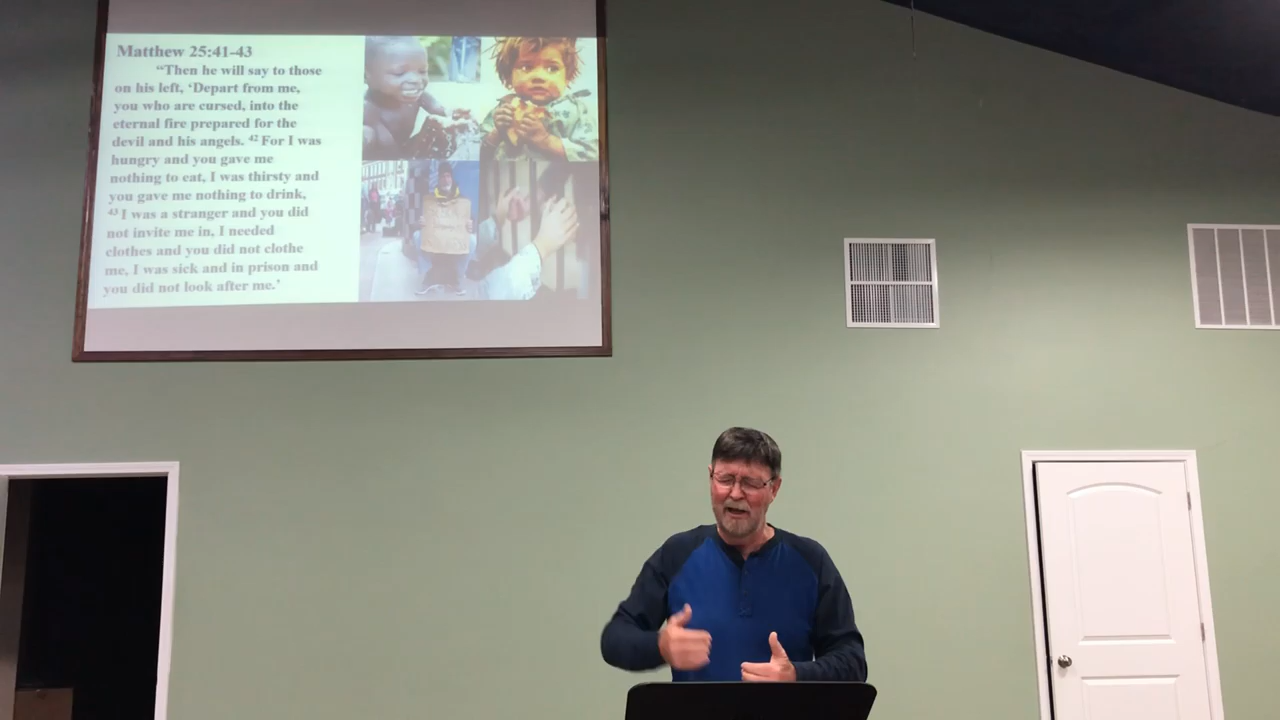 Matthew 25:41-43
“Then he will say to those
on his left, ‘Depart from me,
you who are cursed, into the
eternal fire prepared for the
devil and his angels. ⁴² For I was
hungry and you gave me
nothing to eat, I was thirsty and
you gave me nothing to drink,
⁴³ I was a stranger and you did
not invite me in, I needed
clothes and you did not clothe
me, I was sick and in prison and
you did not look after me.’